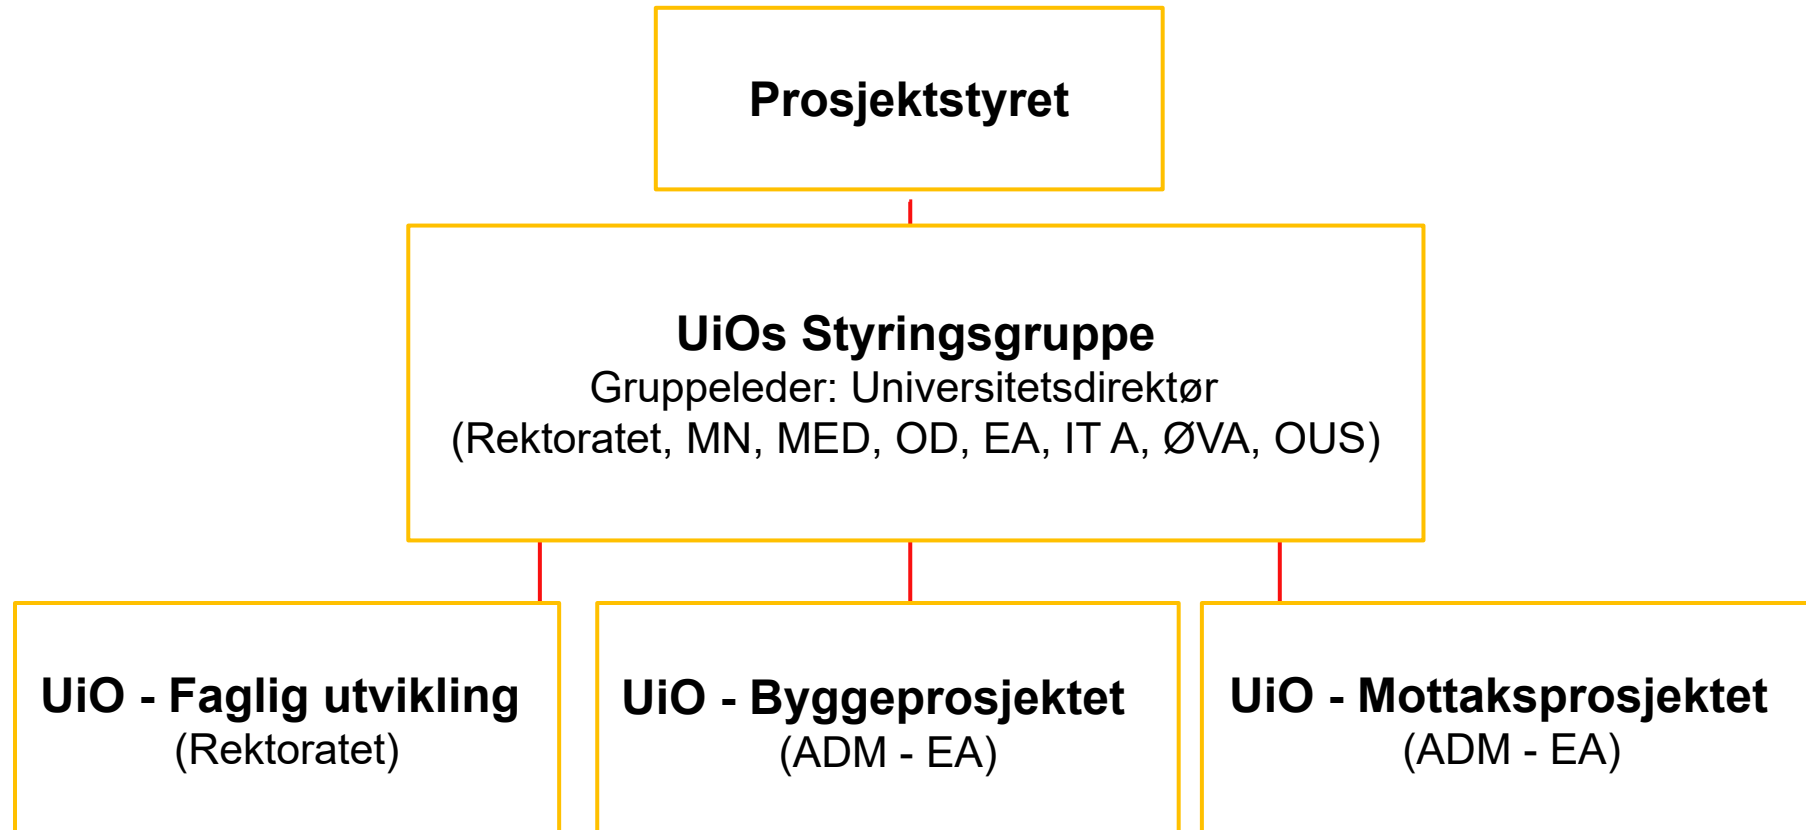 Prosjektstyret
UiOs Styringsgruppe
Gruppeleder: Universitetsdirektør
(Rektoratet, MN, MED, OD, EA, IT A, ØVA, OUS)
UiO - Faglig utvikling
(Rektoratet)
UiO - Byggeprosjektet
(ADM - EA)
UiO - Mottaksprosjektet
(ADM - EA)